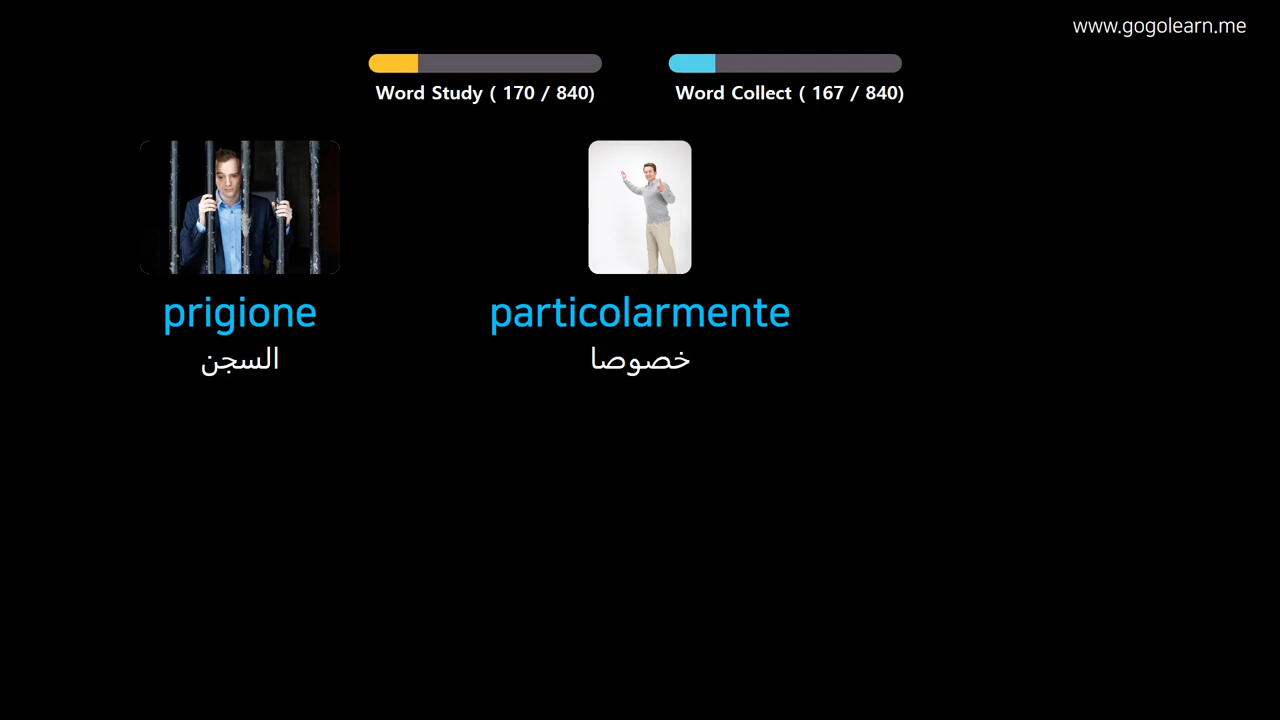 www.gogolearn.me
Word Study ( 170 / 840)
Word Collect ( 167 / 840)
prigione
السجن
particolarmente
خصوصا